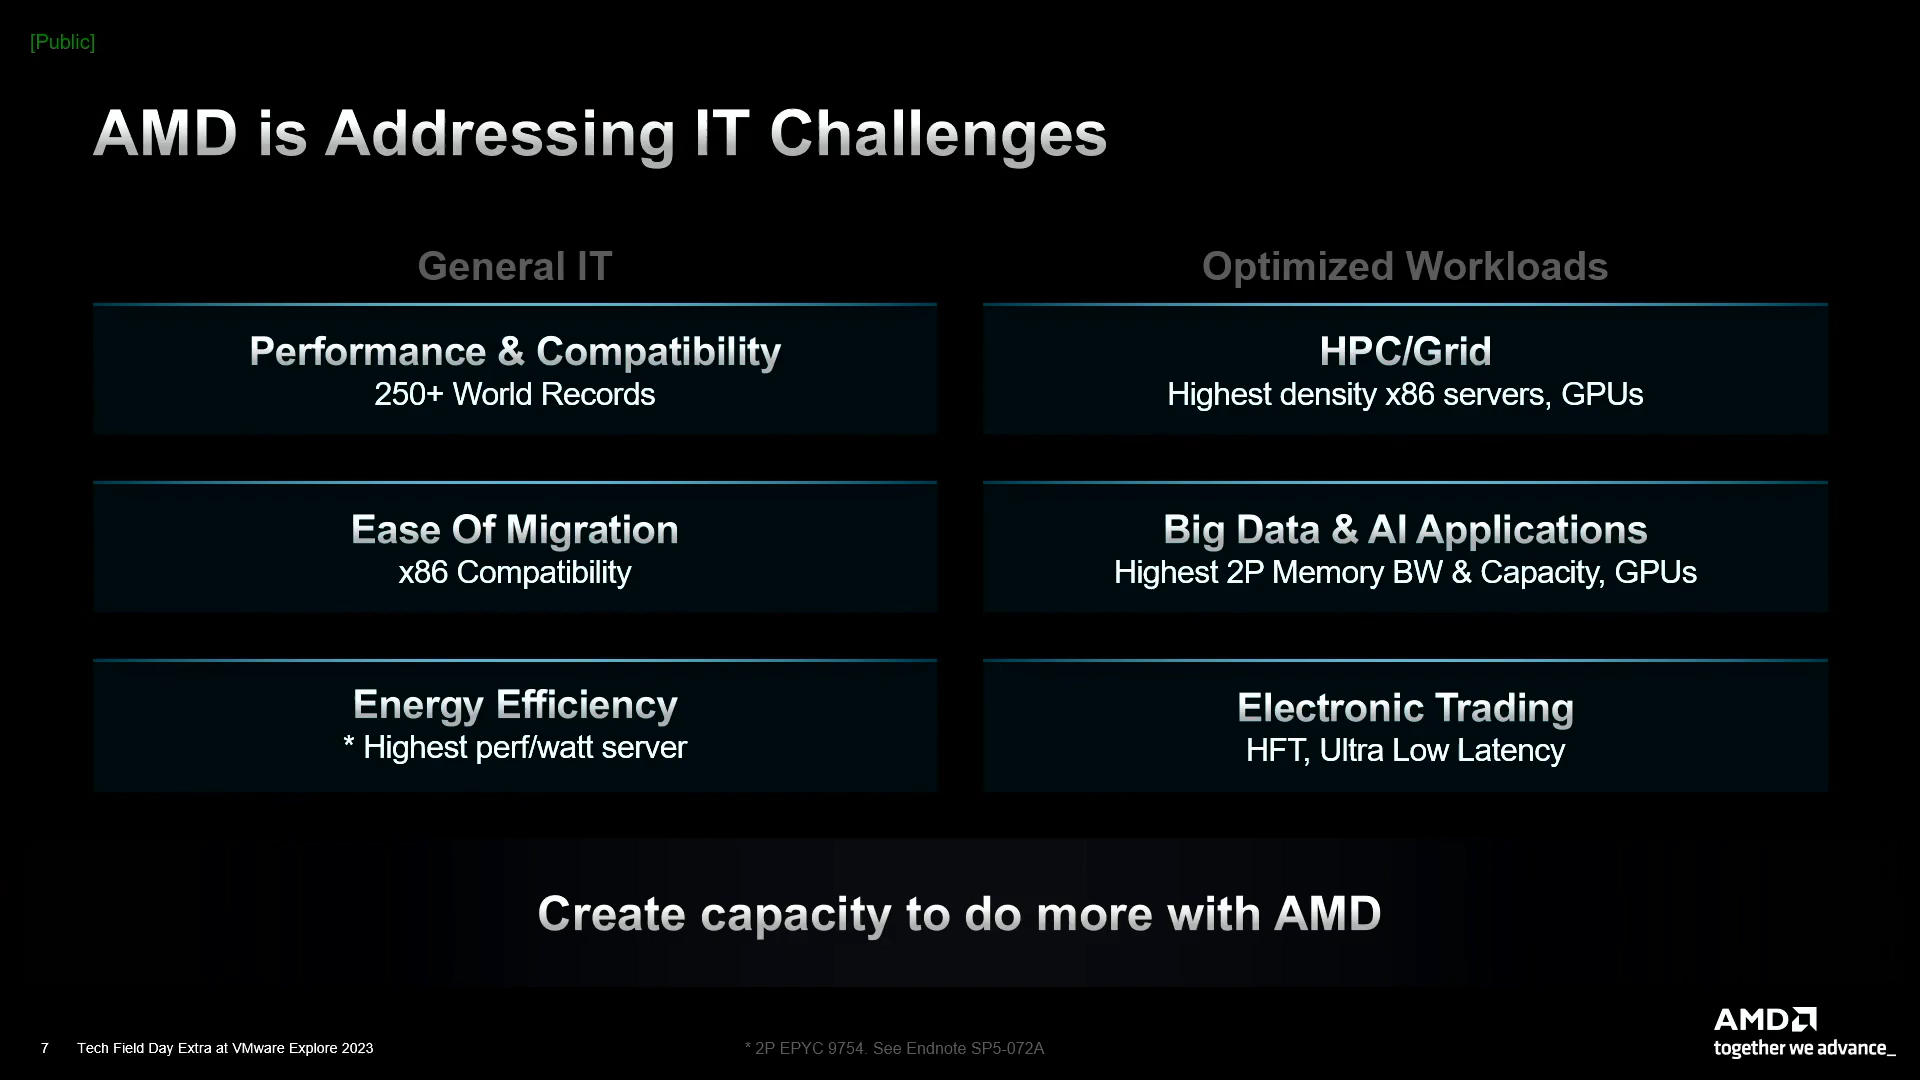 [Public]
AMD is Addressing IT Challenges
General IT
Performance & Compatibility
250+ World Records
Ease Of Migration
x86 Compatibility
Energy Efficiency
* Highest perf/watt server
Optimized Workloads
HPC/Grid
Highest density x86 servers, GPUs
Big Data & AI Applications
Highest 2P Memory BW & Capacity, GPUs
Electronic Trading
HFT, Ultra Low Latency
Create capacity to do more with AMD
7 Tech Field Day Extra at VMware Explore 2023
* 2P EPYC 9754. See Endnote SP5-072A
AMD
together we advance_